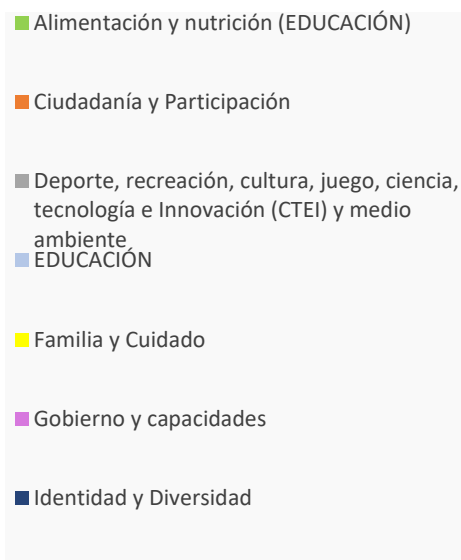 Alimentación y nutrición (EDUCACIÓN)
Ciudadanía y Participación
Deporte, recreación, cultura, juego, ciencia,
tecnología e Innovación (CTEI) y medio
ambiente
EDUCACIÓN
Familia y Cuidado
Gobierno y capacidades
Identidad y Diversidad